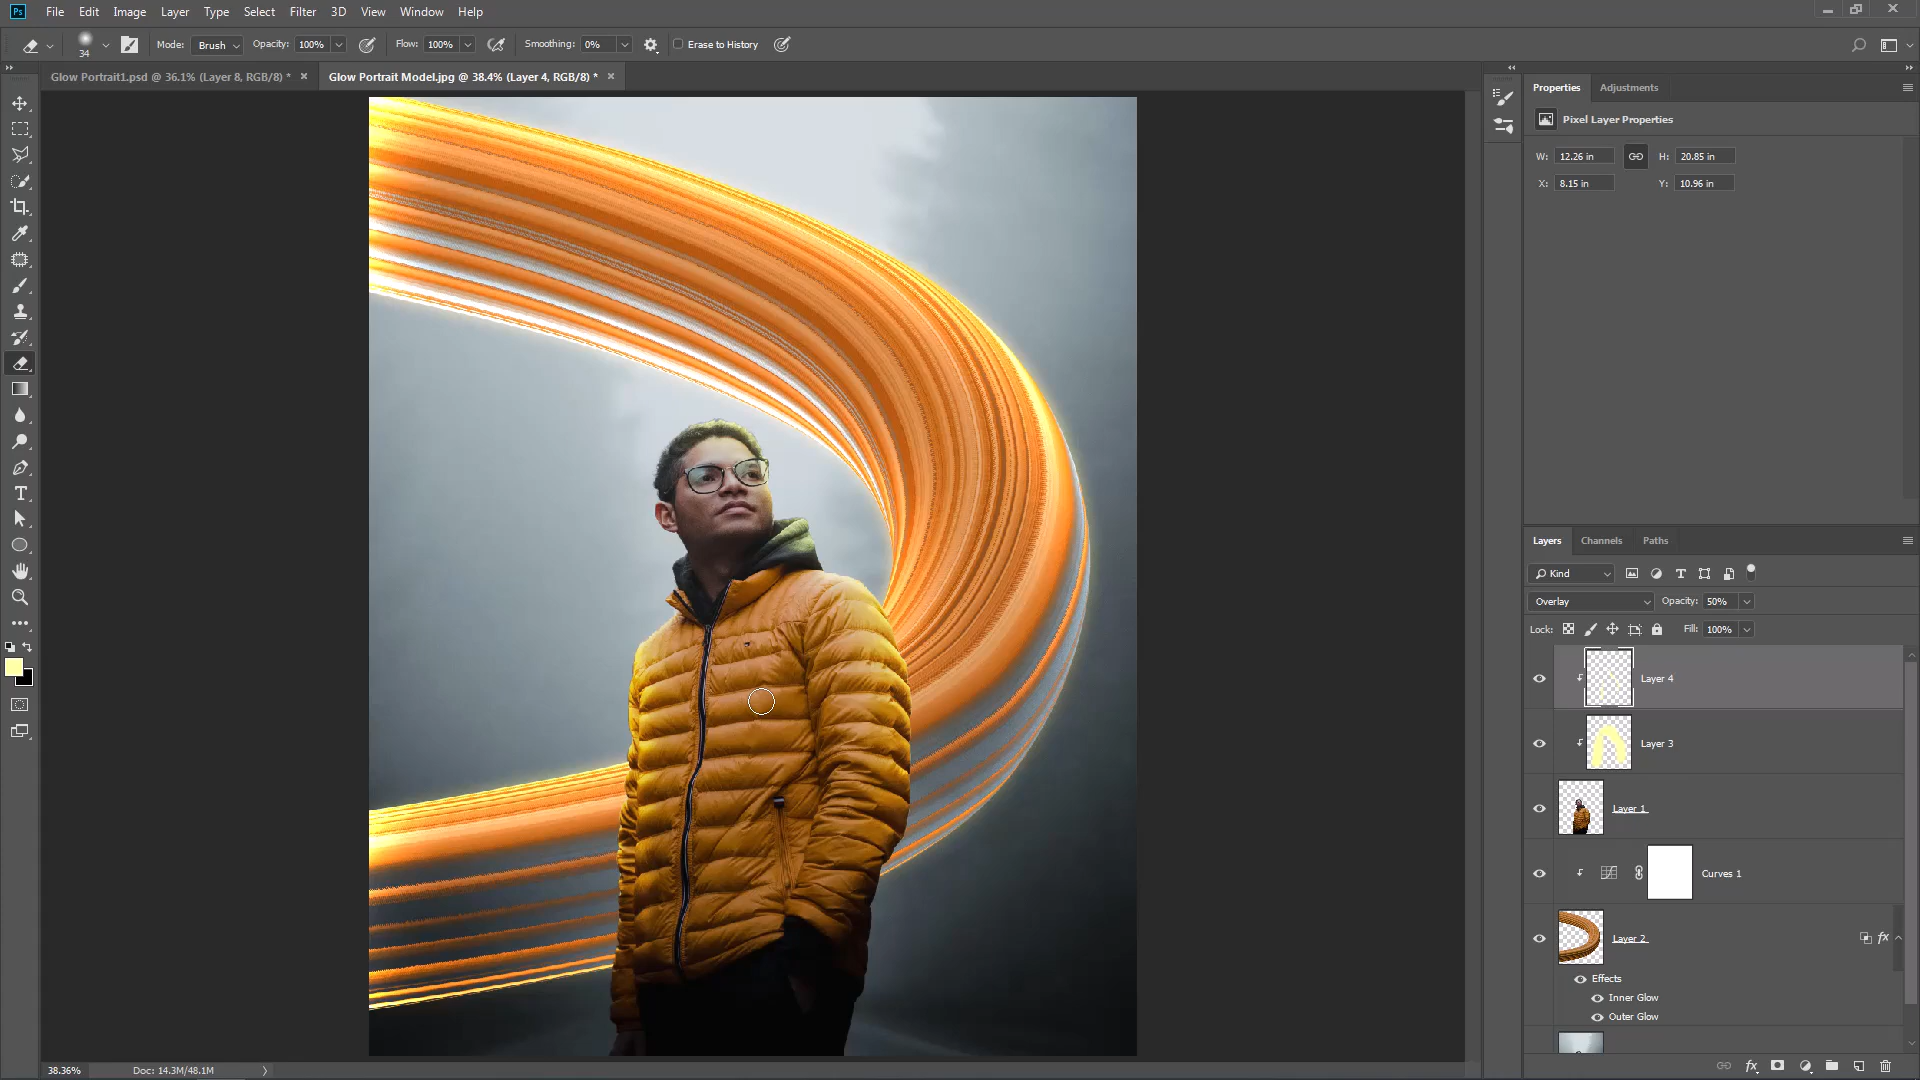 Ps File Edit Image Layer Type Select Filter 3D View Window Help
34 Mode: Brush Opacity: 100% Flow: 100% Smoothing: 0% Erase to History
Glow Portrait1.psd @ 36.1% (Layer 8, RGB/8) * × Glow Portrait Model.jpg @ 38.4% (Layer 4, RGB/8) * ×
Properties Adjustments
Pixel Layer Properties
W: 12.26 in H: 20.85 in
X: 8.15 in Y: 10.96 in
Layers Channels Paths
Kind
Overlay Opacity: 50%
Lock: Fill: 100%
Layer 4
Layer 3
Layer 1
Curves 1
Layer 2 fx
Effects
Inner Glow
Outer Glow
38.36% Doc: 14.3M/48.1M
fx